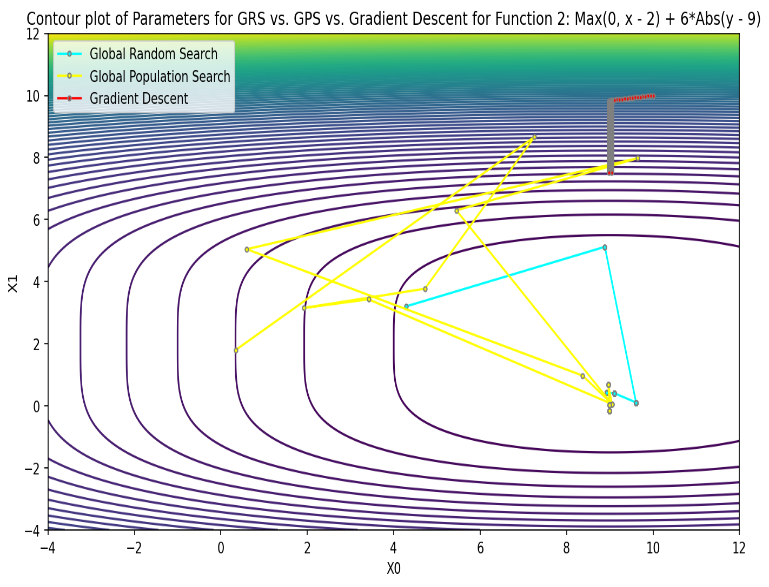 Contour plot of Parameters for GRS vs. GPS vs. Gradient Descent for Function 2: Max(0, x - 2) + 6*Abs(y - 9)
Global Random Search
Global Population Search
Gradient Descent
12
10
8
6
4
2
0
−2
−4
X1
−4 −2 0 2 4 6 8 10 12
X0